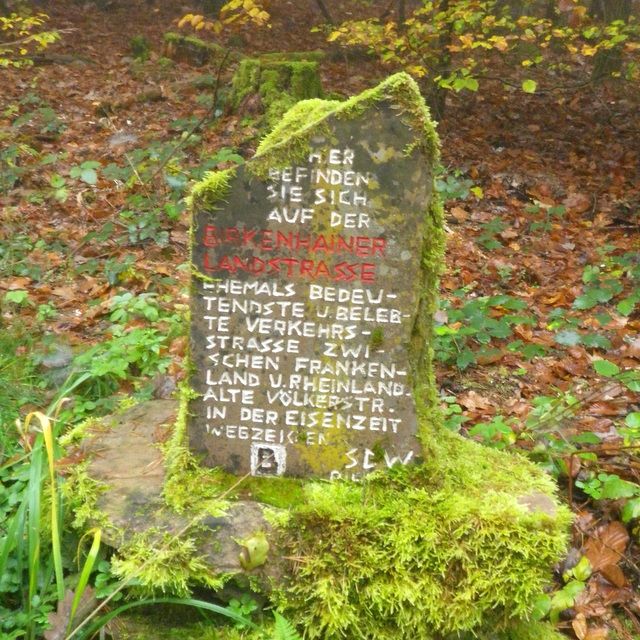 HIER
BEFINDEN
SIE SICH
AUF DER
BIRKENHAINER
LANDSTRASSE
EHEMALS BEDEU-
TENDSTE U. BELEB-
TE VERKEHRS-
STRASSE ZWI-
SCHEN FRANKEN-
LAND U. RHEINLAND.
ALTE VÖLKERSTR.
IN DER EISENZEIT
WEGZEICHEN
B SDW